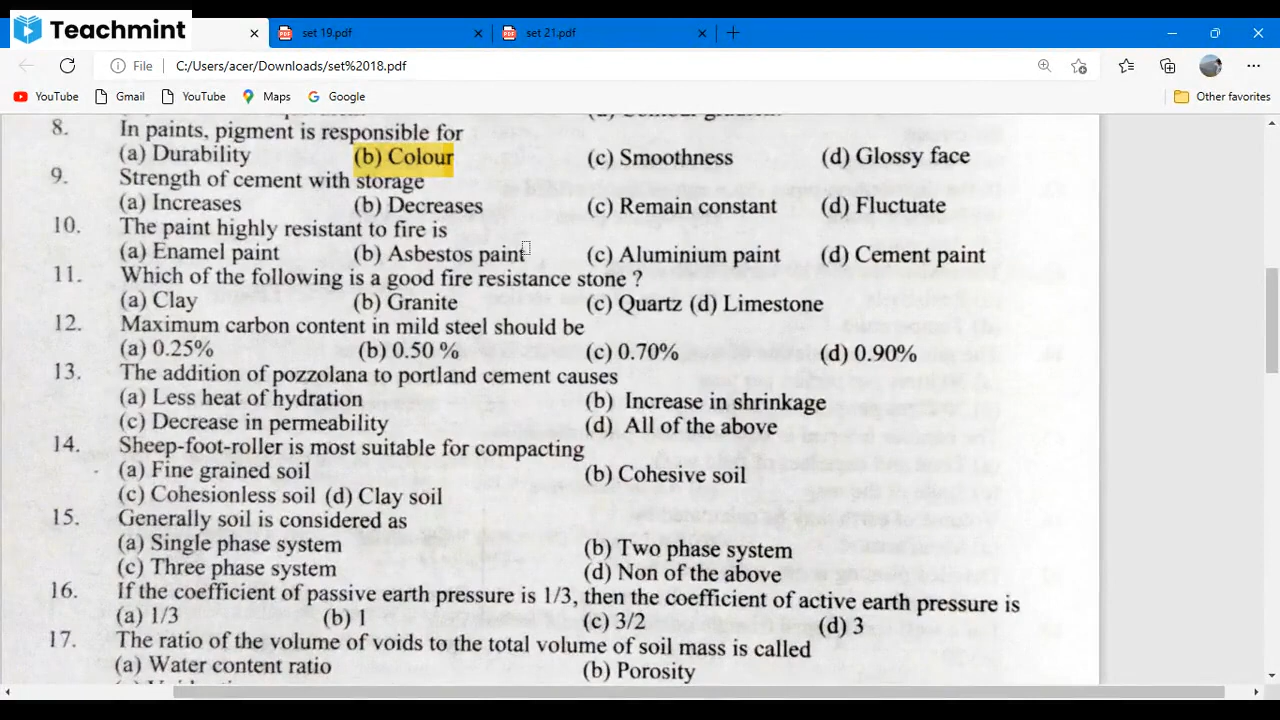 Teachmint
set 19.pdf
set 21.pdf
File
C:/Users/acer/Downloads/set%2018.pdf
YouTube
Gmail
YouTube
Maps
Google
Other favorites
8. In paints, pigment is responsible for
(a) Durability (b) Colour (c) Smoothness (d) Glossy face
9. Strength of cement with storage
(a) Increases (b) Decreases (c) Remain constant (d) Fluctuate
10. The paint highly resistant to fire is
(a) Enamel paint (b) Asbestos paint (c) Aluminium paint (d) Cement paint
11. Which of the following is a good fire resistance stone ?
(a) Clay (b) Granite (c) Quartz (d) Limestone
12. Maximum carbon content in mild steel should be
(a) 0.25% (b) 0.50 % (c) 0.70% (d) 0.90%
13. The addition of pozzolana to portland cement causes
(a) Less heat of hydration (b) Increase in shrinkage
(c) Decrease in permeability (d) All of the above
14. Sheep-foot-roller is most suitable for compacting
(a) Fine grained soil (b) Cohesive soil
(c) Cohesionless soil (d) Clay soil
15. Generally soil is considered as
(a) Single phase system (b) Two phase system
(c) Three phase system (d) Non of the above
16. If the coefficient of passive earth pressure is 1/3, then the coefficient of active earth pressure is
(a) 1/3 (b) 1 (c) 3/2 (d) 3
17. The ratio of the volume of voids to the total volume of soil mass is called
(a) Water content ratio (b) Porosity